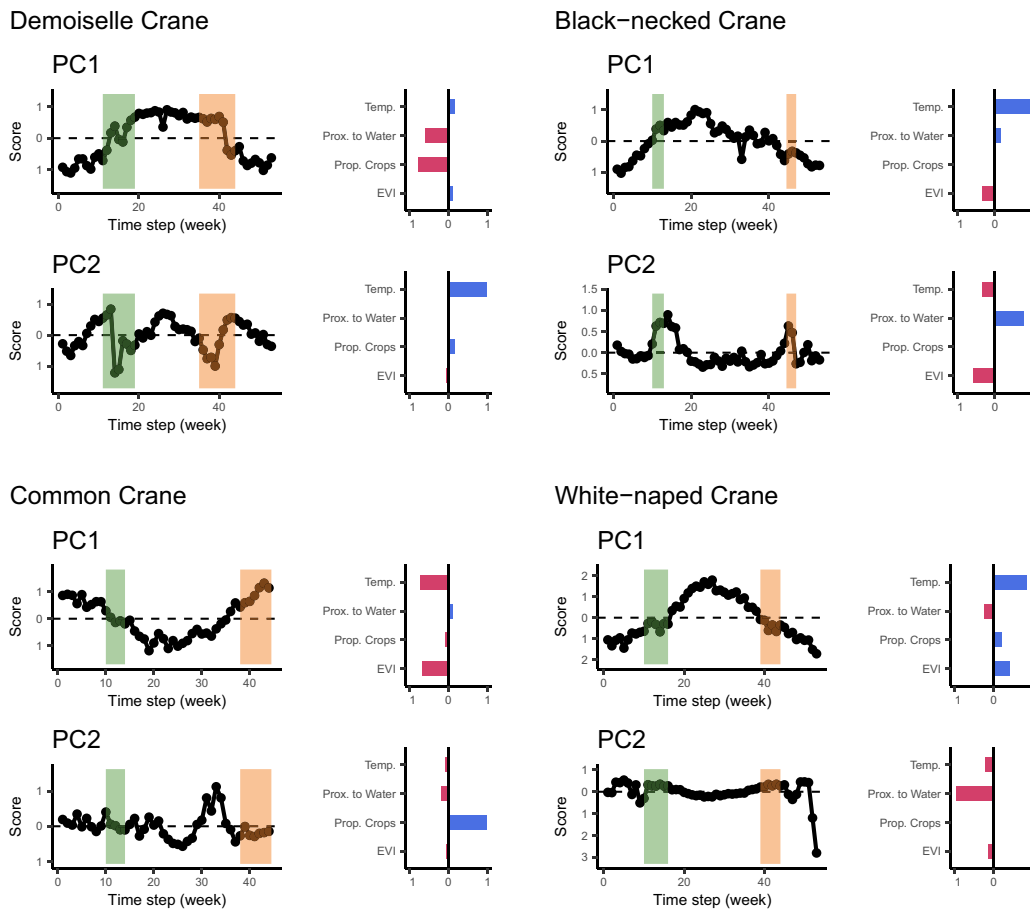 Demoiselle Crane
PC1
Score
1
0
1
0
20
40
Time step (week)
Temp.
Prox. to Water
Prop. Crops
EVI
1
0
1
PC2
Score
1
0
1
0
20
40
Time step (week)
Temp.
Prox. to Water
Prop. Crops
EVI
1
0
1
Black−necked Crane
PC1
Score
1
0
1
0
20
40
Time step (week)
Temp.
Prox. to Water
Prop. Crops
EVI
1
0
PC2
Score
1.5
1.0
0.5
0.0
0.5
0
20
40
Time step (week)
Temp.
Prox. to Water
Prop. Crops
EVI
1
0
Common Crane
PC1
Score
1
0
1
0
10
20
30
40
Time step (week)
Temp.
Prox. to Water
Prop. Crops
EVI
1
0
1
PC2
Score
1
0
1
0
10
20
30
40
Time step (week)
Temp.
Prox. to Water
Prop. Crops
EVI
1
0
1
White−naped Crane
PC1
Score
2
1
0
1
2
0
20
40
Time step (week)
Temp.
Prox. to Water
Prop. Crops
EVI
1
0
PC2
Score
1
0
1
2
3
0
20
40
Time step (week)
Temp.
Prox. to Water
Prop. Crops
EVI
1
0